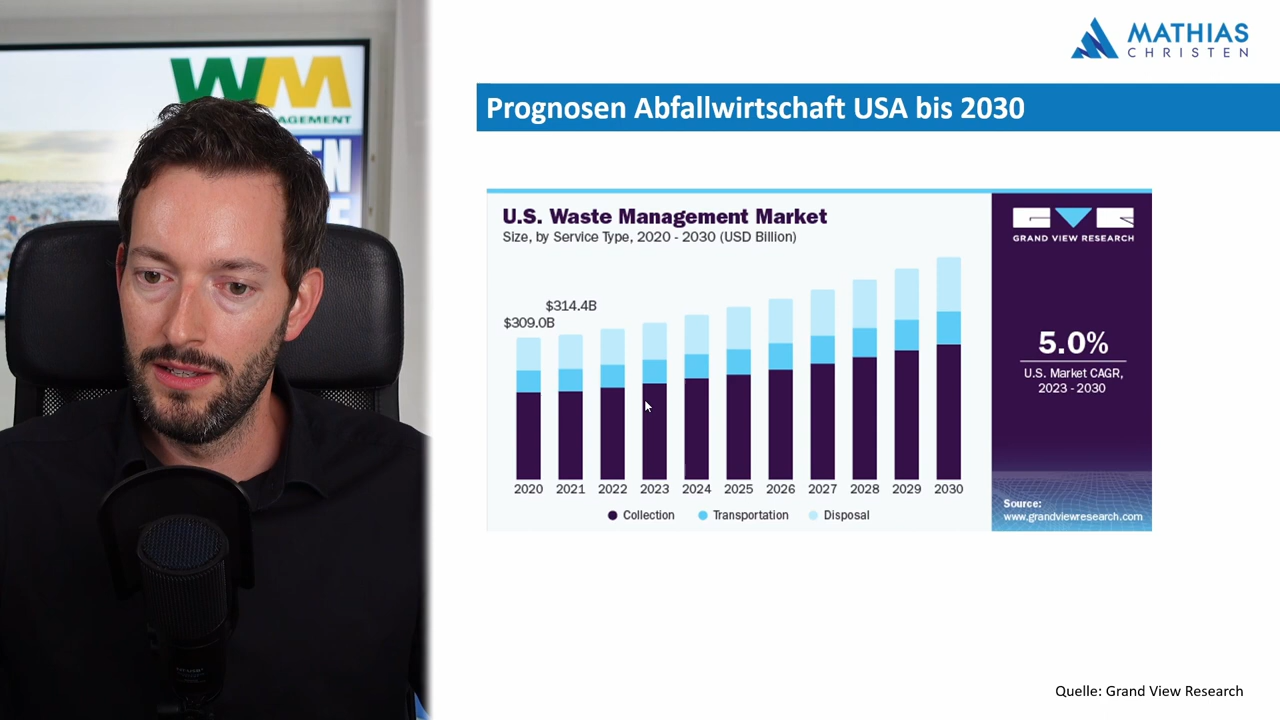 WM
AGEMENT
EN
MATHIAS
CHRISTEN
Prognosen Abfallwirtschaft USA bis 2030
U.S. Waste Management Market
Size, by Service Type, 2020 - 2030 (USD Billion)
GRAND VIEW RESEARCH
$314.4B
$309.0B
5.0%
U.S. Market CAGR,
2023 - 2030
2020 2021 2022 2023 2024 2025 2026 2027 2028 2029 2030
Collection Transportation Disposal
Source:
www.grandviewresearch.com
Quelle: Grand View Research